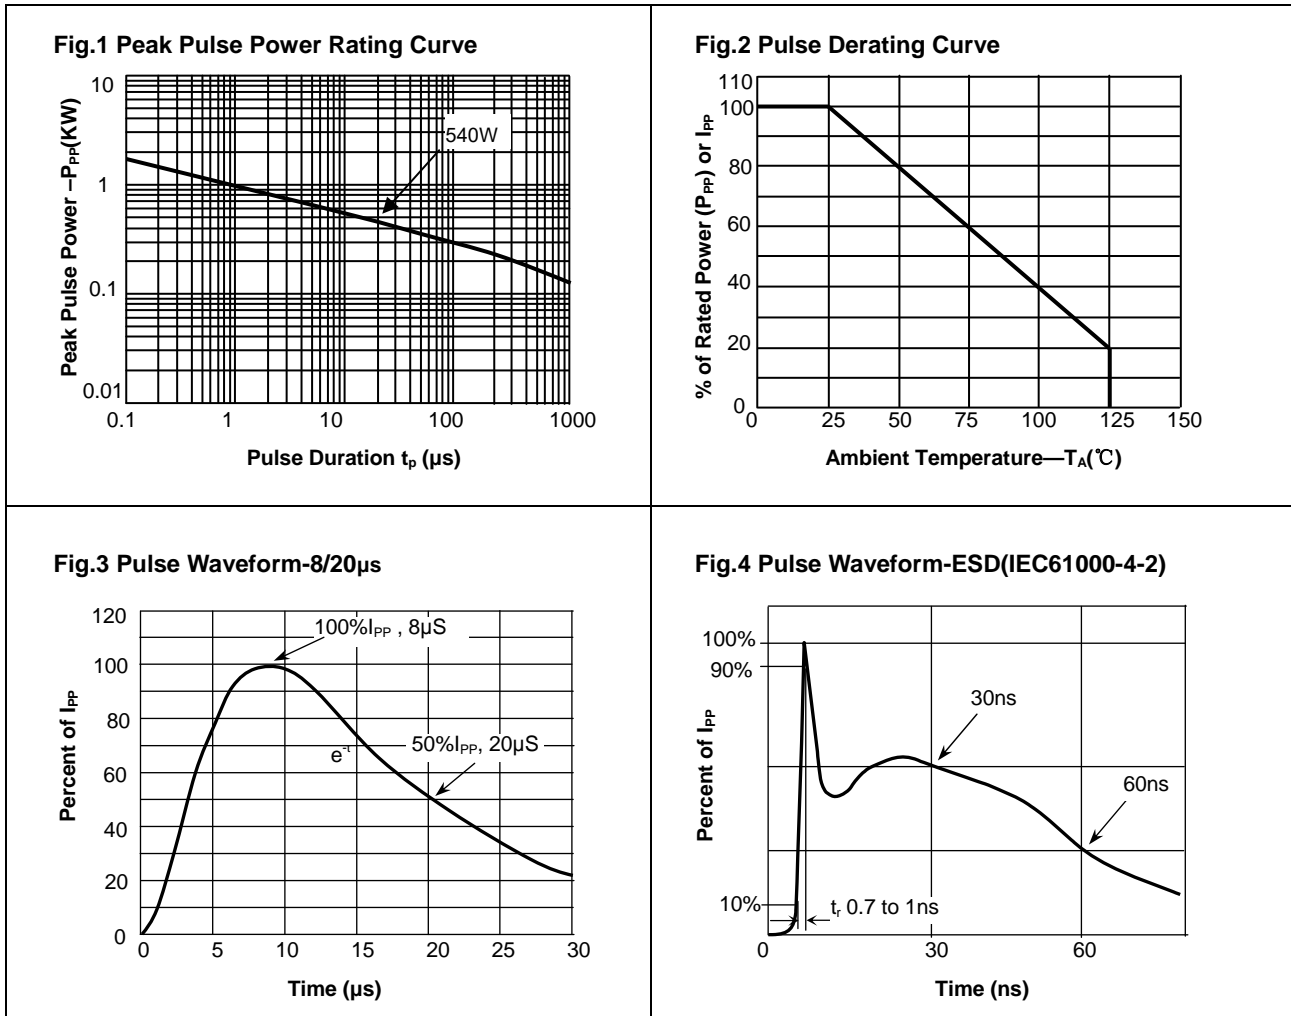 Fig.1 Peak Pulse Power Rating Curve
Peak Pulse Power –PPP(KW)
10
1
0.1
0.01
540W
0.1 1 10 100 1000
Pulse Duration tp (µs)
Fig.2 Pulse Derating Curve
% of Rated Power (PPP) or IPP
110
100
80
60
40
20
0
0 25 50 75 100 125 150
Ambient Temperature—TA(℃)
Fig.3 Pulse Waveform-8/20µs
Percent of IPP
120
100
80
60
40
20
0
100%IPP , 8µS
e-t
50%IPP, 20µS
0 5 10 15 20 25 30
Time (µs)
Fig.4 Pulse Waveform-ESD(IEC61000-4-2)
Percent of IPP
100%
90%
10%
30ns
60ns
tr 0.7 to 1ns
0 30 60
Time (ns)